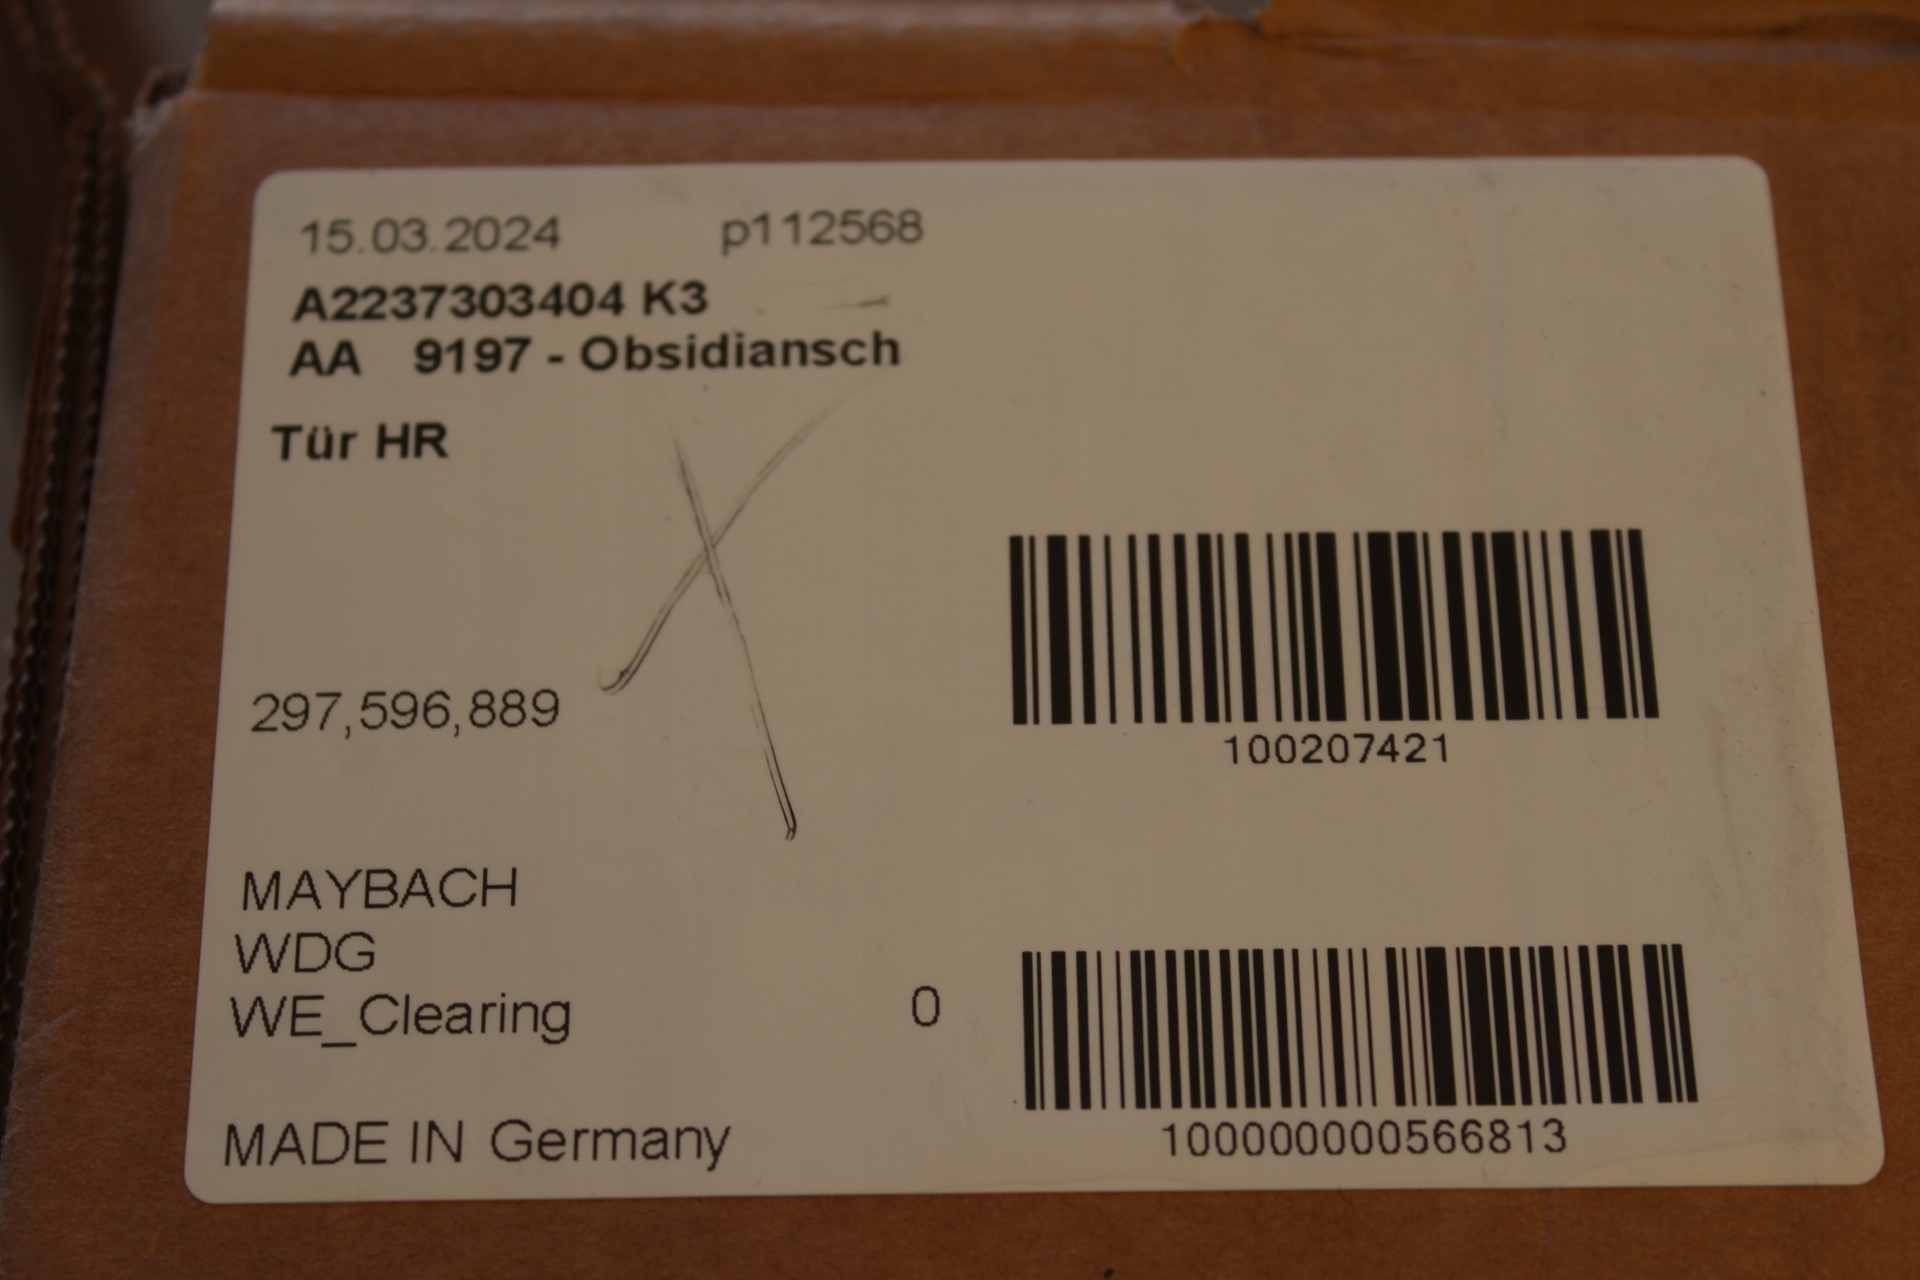 15.03.2024 p112568
A2237303404 K3
AA 9197 - Obsidiansch
Tür HR
297,596,889
100207421
MAYBACH
WDG
WE_Clearing 0
MADE IN Germany
100000000566813